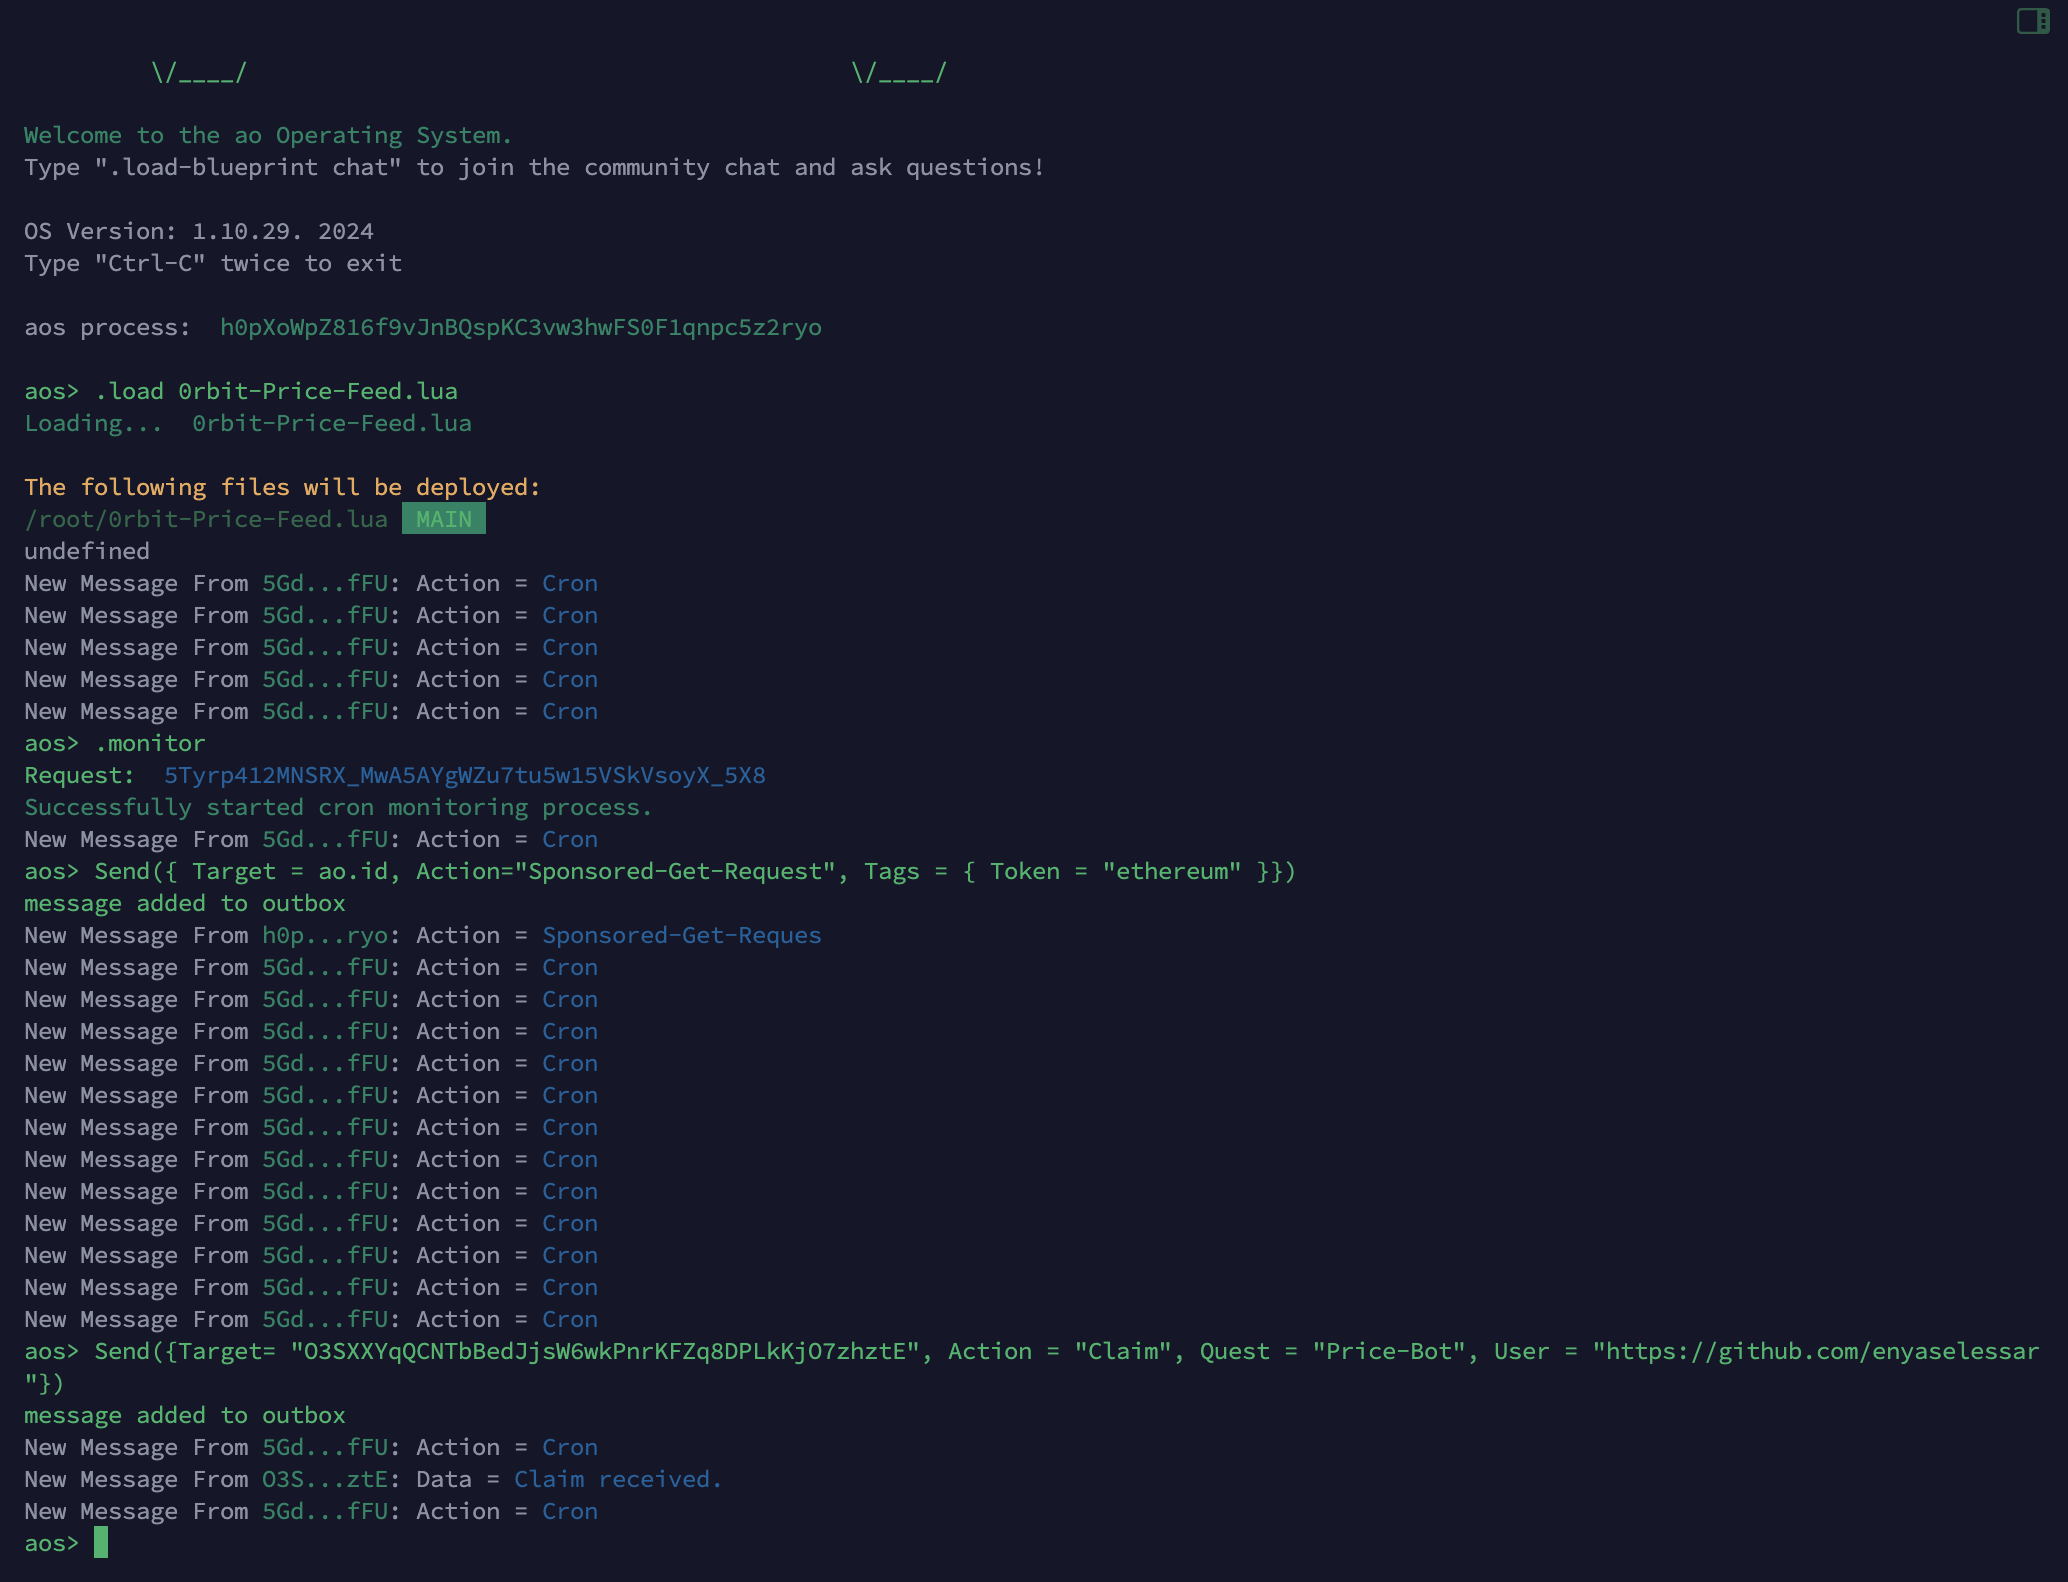 \/____/                                           \/____/
Welcome to the ao Operating System.
Type ".load-blueprint chat" to join the community chat and ask questions!
OS Version: 1.10.29. 2024
Type "Ctrl-C" twice to exit
aos process:  h0pXoWpZ816f9vJnBQspKC3vw3hwFS0F1qnpc5z2ryo
aos> .load 0rbit-Price-Feed.lua
Loading...  0rbit-Price-Feed.lua
The following files will be deployed:
/root/0rbit-Price-Feed.lua MAIN
undefined
New Message From 5Gd...fFU: Action = Cron
New Message From 5Gd...fFU: Action = Cron
New Message From 5Gd...fFU: Action = Cron
New Message From 5Gd...fFU: Action = Cron
New Message From 5Gd...fFU: Action = Cron
aos> .monitor
Request:  5Tyrp412MNSRX_MwA5AYgWZu7tu5w15VSkVsoyX_5X8
Successfully started cron monitoring process.
New Message From 5Gd...fFU: Action = Cron
aos> Send({ Target = ao.id, Action="Sponsored-Get-Request", Tags = { Token = "ethereum" }})
message added to outbox
New Message From h0p...ryo: Action = Sponsored-Get-Reques
New Message From 5Gd...fFU: Action = Cron
New Message From 5Gd...fFU: Action = Cron
New Message From 5Gd...fFU: Action = Cron
New Message From 5Gd...fFU: Action = Cron
New Message From 5Gd...fFU: Action = Cron
New Message From 5Gd...fFU: Action = Cron
New Message From 5Gd...fFU: Action = Cron
New Message From 5Gd...fFU: Action = Cron
New Message From 5Gd...fFU: Action = Cron
New Message From 5Gd...fFU: Action = Cron
New Message From 5Gd...fFU: Action = Cron
New Message From 5Gd...fFU: Action = Cron
aos> Send({Target= "O3SXXYqQCNTbBedJjsW6wkPnrKFZq8DPLkKjO7zhztE", Action = "Claim", Quest = "Price-Bot", User = "https://github.com/enyaselessar
"})
message added to outbox
New Message From 5Gd...fFU: Action = Cron
New Message From O3S...ztE: Data = Claim received.
New Message From 5Gd...fFU: Action = Cron
aos>